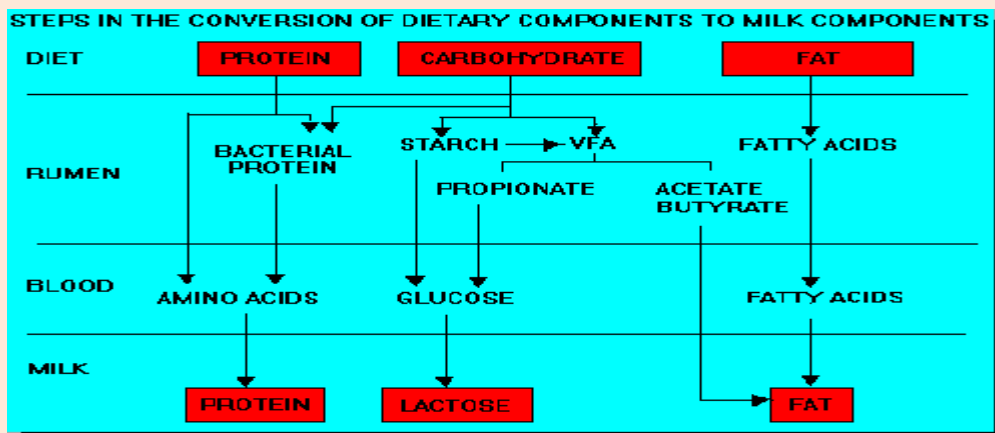 STEPS IN THE CONVERSION OF DIETARY COMPONENTS TO MILK COMPONENTS
DIET
PROTEIN
CARBOHYDRATE
FAT
RUMEN
BACTERIAL
PROTEIN
STARCH
VFA
FATTY ACIDS
PROPIONATE
ACETATE
BUTYRATE
BLOOD
AMINO ACIDS
GLUCOSE
FATTY ACIDS
MILK
PROTEIN
LACTOSE
FAT